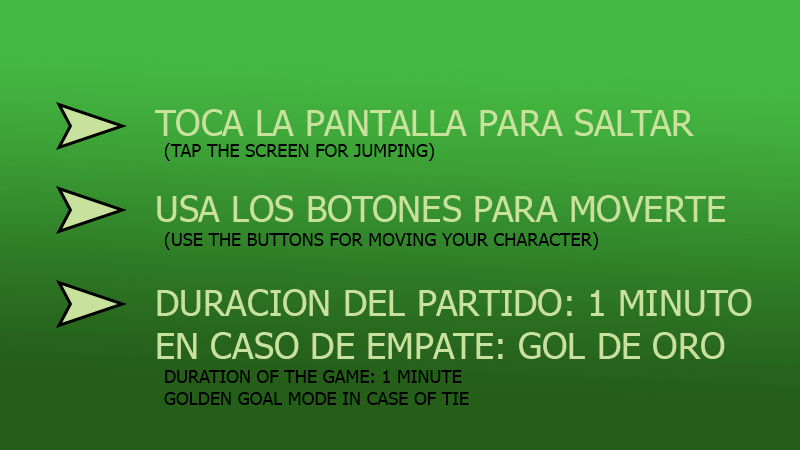 TOCA LA PANTALLA PARA SALTAR
(TAP THE SCREEN FOR JUMPING)
USA LOS BOTONES PARA MOVERTE
(USE THE BUTTONS FOR MOVING YOUR CHARACTER)
DURACION DEL PARTIDO: 1 MINUTO
EN CASO DE EMPATE: GOL DE ORO
DURATION OF THE GAME: 1 MINUTE
GOLDEN GOAL MODE IN CASE OF TIE